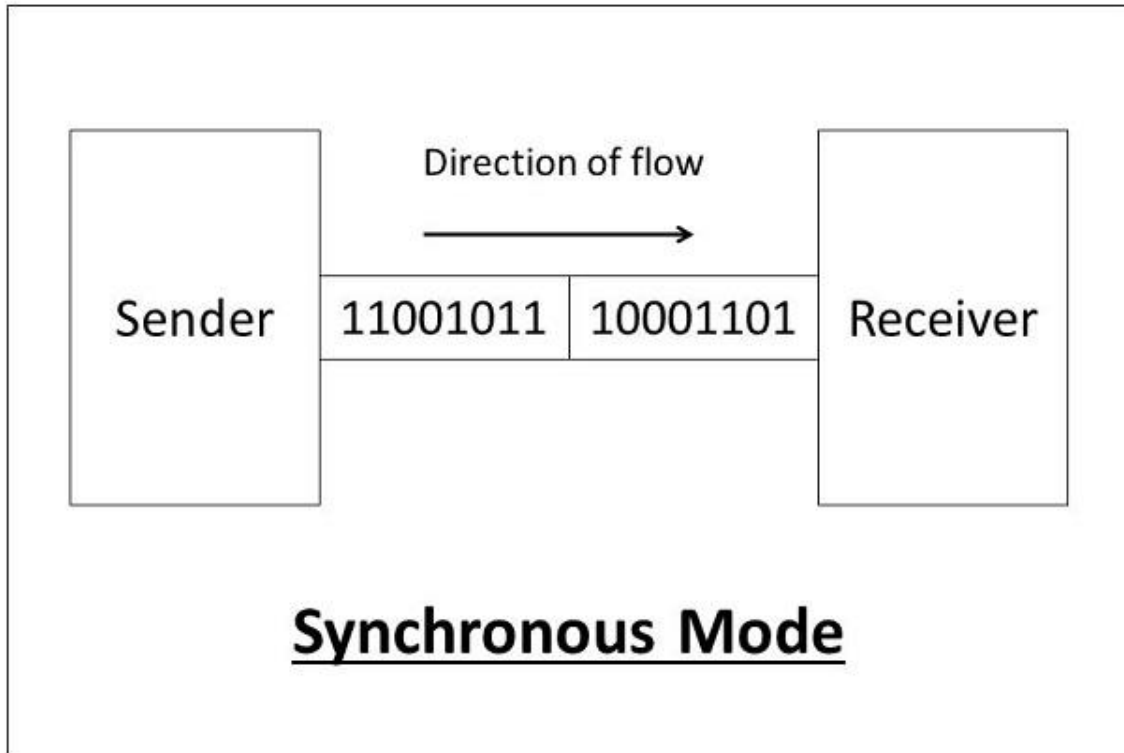 Direction of flow
Sender 11001011 10001101 Receiver
Synchronous Mode